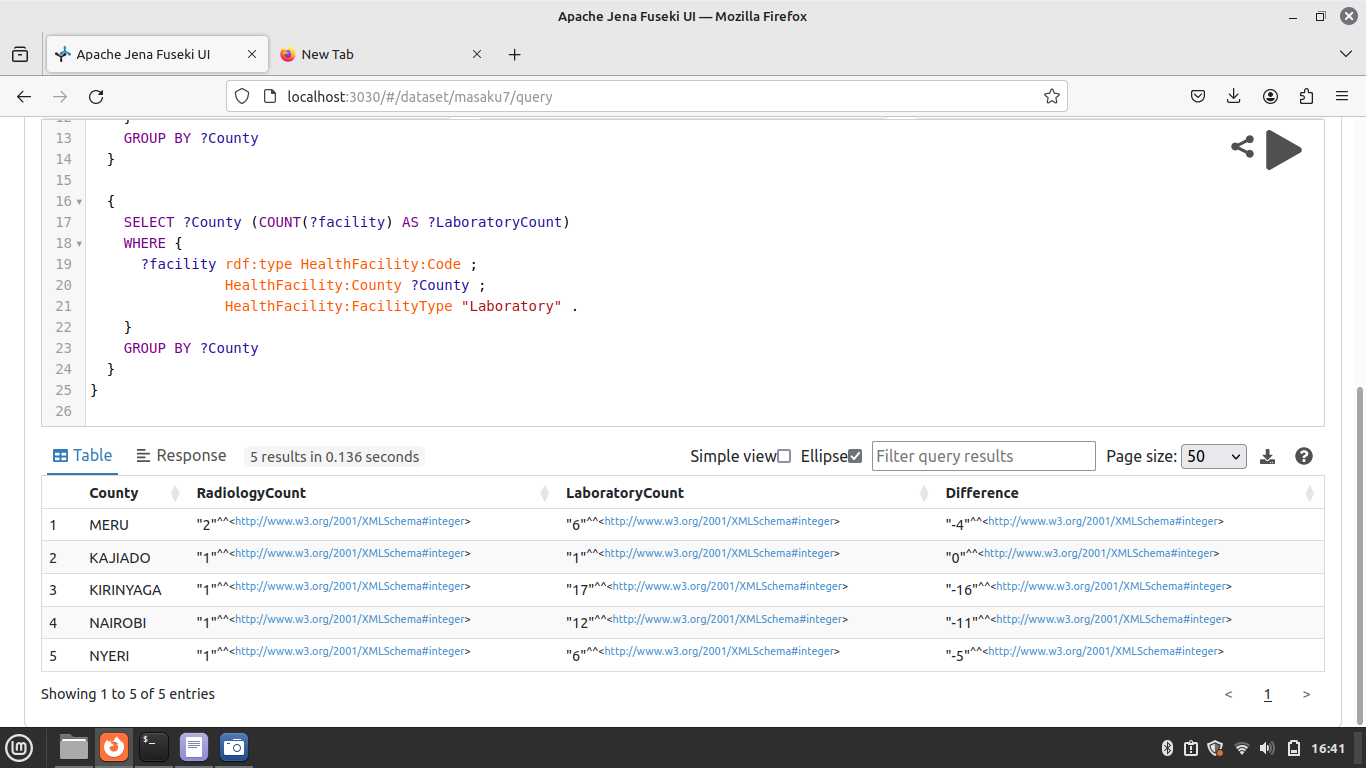 Apache Jena Fuseki UI — Mozilla Firefox
Apache Jena Fuseki UI
New Tab
localhost:3030/#/dataset/masaku7/query
12 }
13 GROUP BY ?County
14 }
15
16 {
17 SELECT ?County (COUNT(?facility) AS ?LaboratoryCount)
18 WHERE {
19 ?facility rdf:type HealthFacility:Code ;
20 HealthFacility:County ?County ;
21 HealthFacility:FacilityType "Laboratory" .
22 }
23 GROUP BY ?County
24 }
25 }
26
Table Response 5 results in 0.136 seconds Simple view Ellipse Filter query results Page size: 50
County RadiologyCount LaboratoryCount Difference
1 MERU "2"^^<http://www.w3.org/2001/XMLSchema#integer> "6"^^<http://www.w3.org/2001/XMLSchema#integer> "-4"^^<http://www.w3.org/2001/XMLSchema#integer>
2 KAJIADO "1"^^<http://www.w3.org/2001/XMLSchema#integer> "1"^^<http://www.w3.org/2001/XMLSchema#integer> "0"^^<http://www.w3.org/2001/XMLSchema#integer>
3 KIRINYAGA "1"^^<http://www.w3.org/2001/XMLSchema#integer> "17"^^<http://www.w3.org/2001/XMLSchema#integer> "-16"^^<http://www.w3.org/2001/XMLSchema#integer>
4 NAIROBI "1"^^<http://www.w3.org/2001/XMLSchema#integer> "12"^^<http://www.w3.org/2001/XMLSchema#integer> "-11"^^<http://www.w3.org/2001/XMLSchema#integer>
5 NYERI "1"^^<http://www.w3.org/2001/XMLSchema#integer> "6"^^<http://www.w3.org/2001/XMLSchema#integer> "-5"^^<http://www.w3.org/2001/XMLSchema#integer>
Showing 1 to 5 of 5 entries < 1 >
16:41